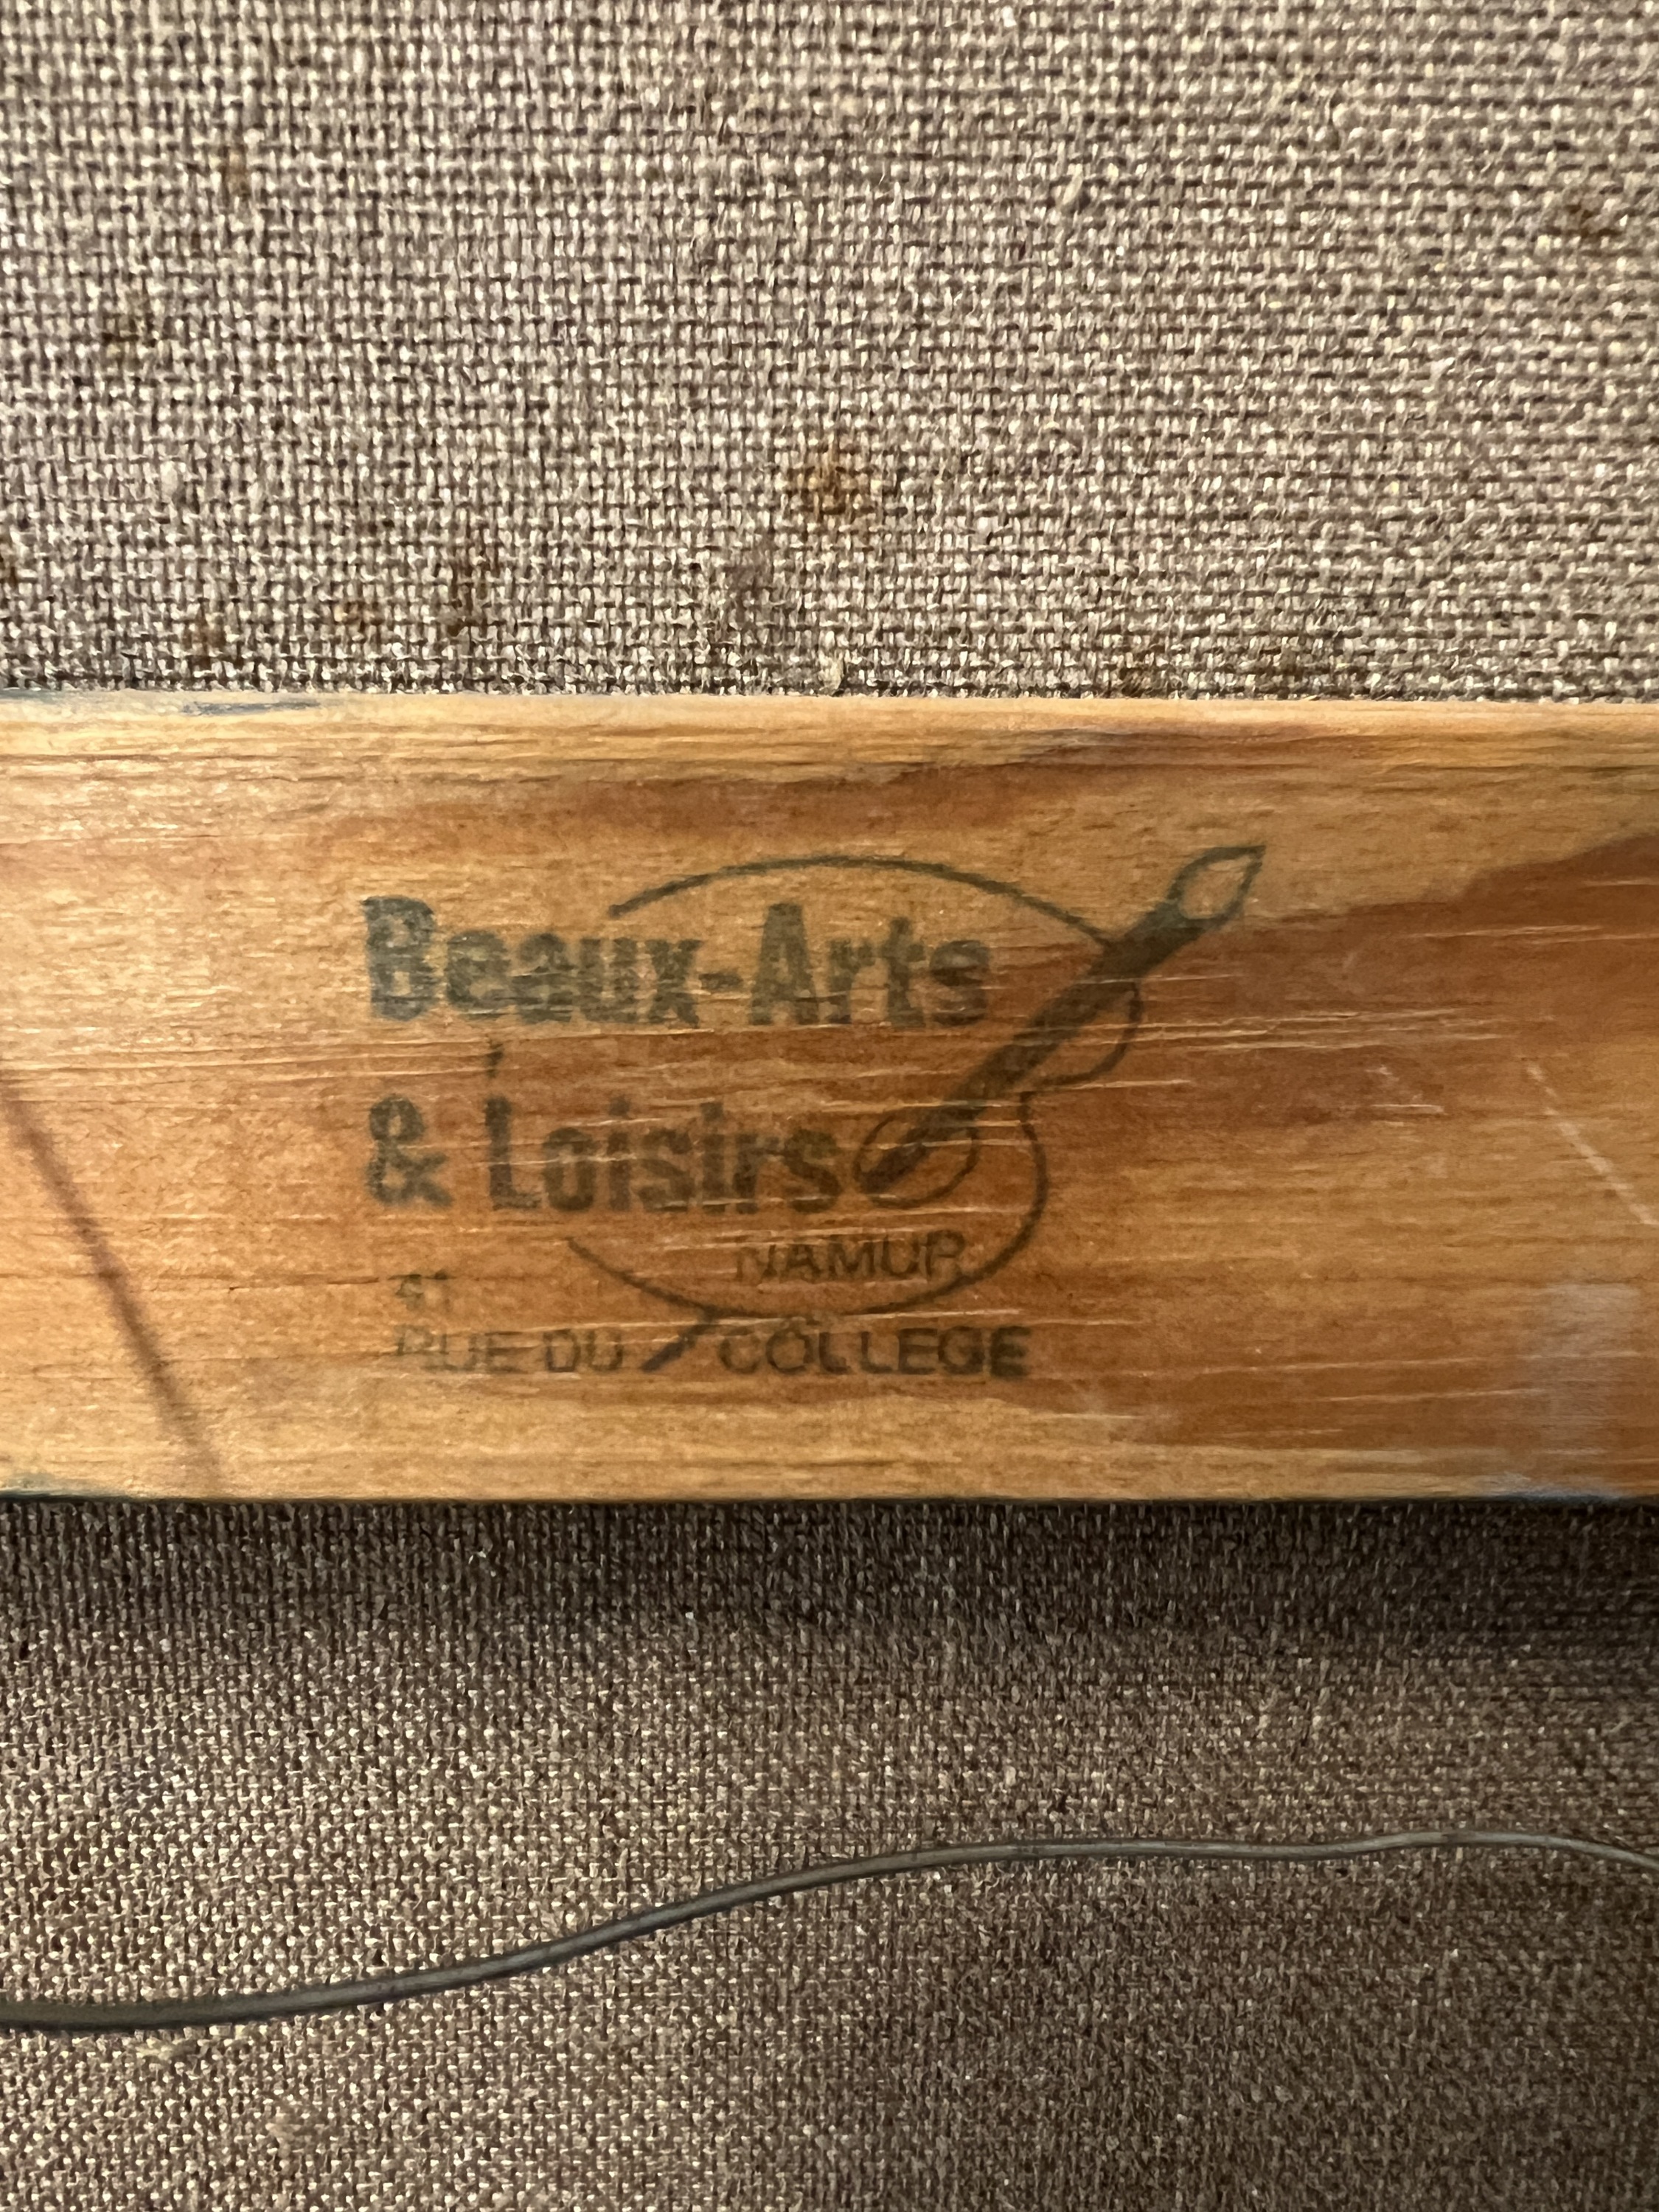 Beaux-Arts
& Loisirs
NAMUR
41
RUE DU COLLEGE